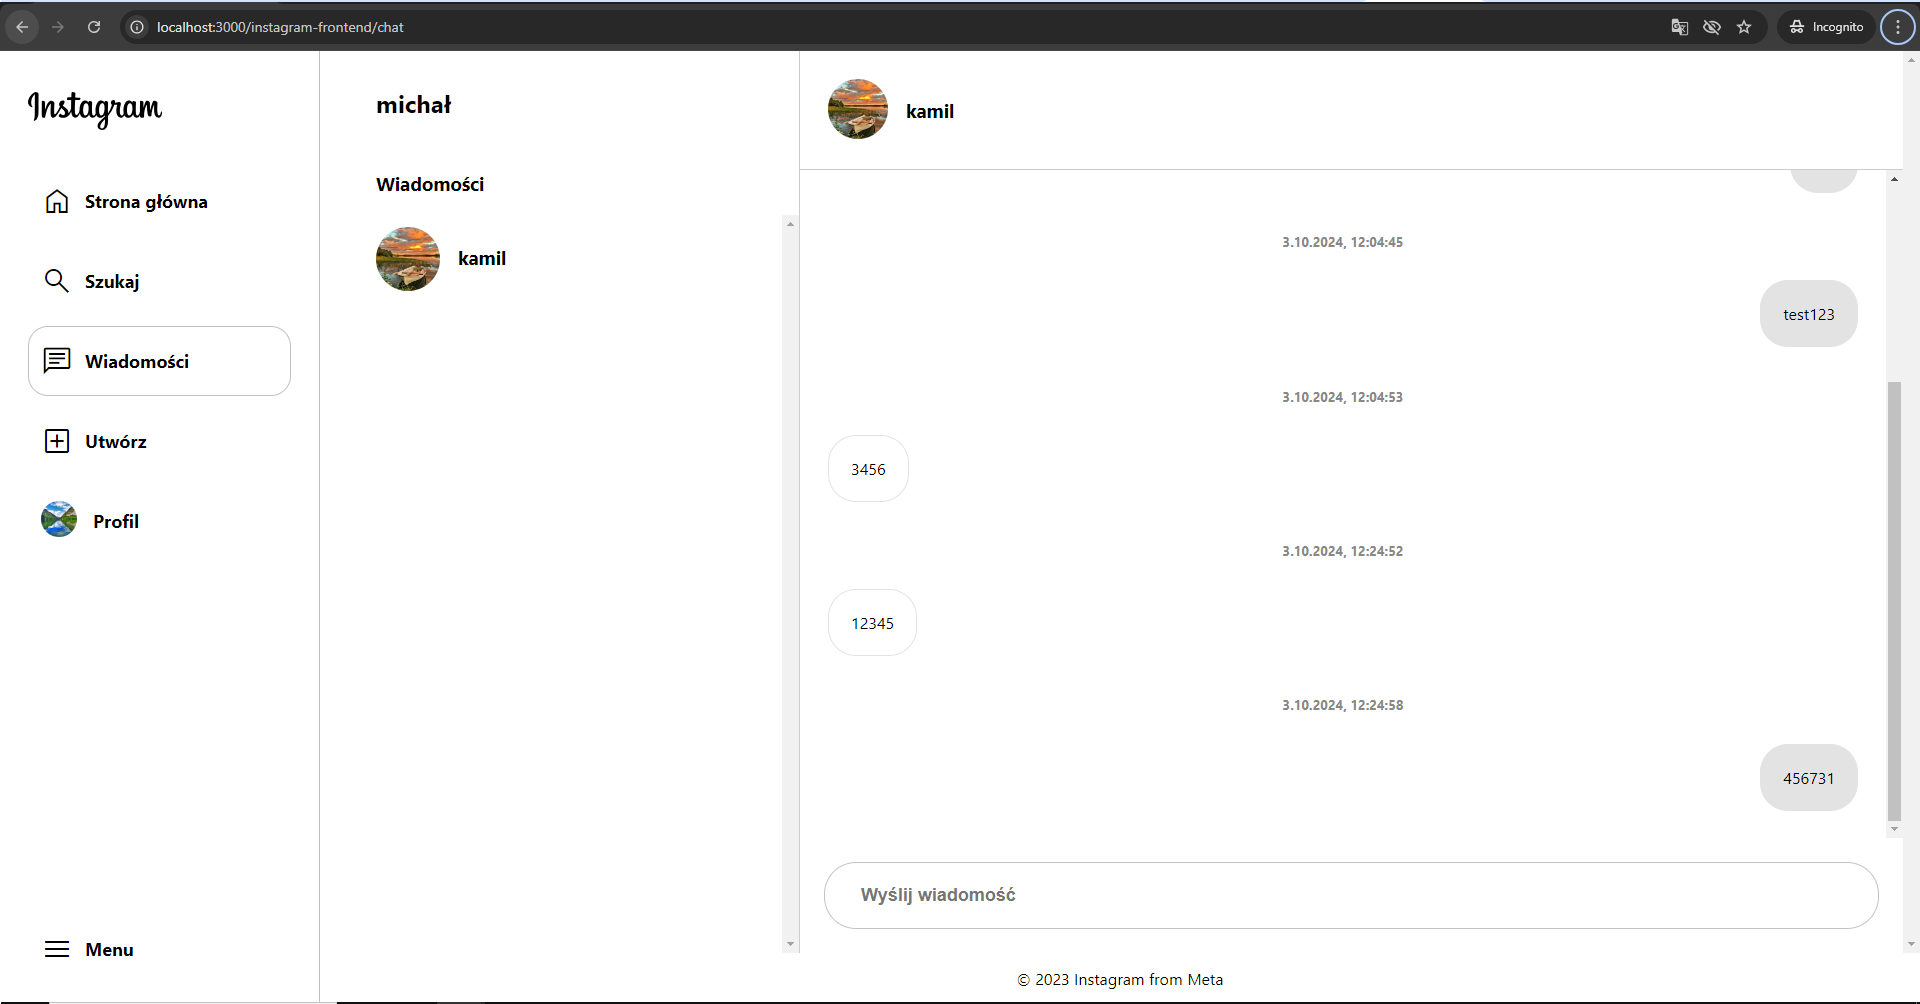 localhost:3000/instagram-frontend/chat
Incognito
Instagram
Strona główna
Szukaj
Wiadomości
Utwórz
Profil
Menu
michał
Wiadomości
kamil
kamil
3.10.2024, 12:04:45
test123
3.10.2024, 12:04:53
3456
3.10.2024, 12:24:52
12345
3.10.2024, 12:24:58
456731
Wyślij wiadomość
© 2023 Instagram from Meta